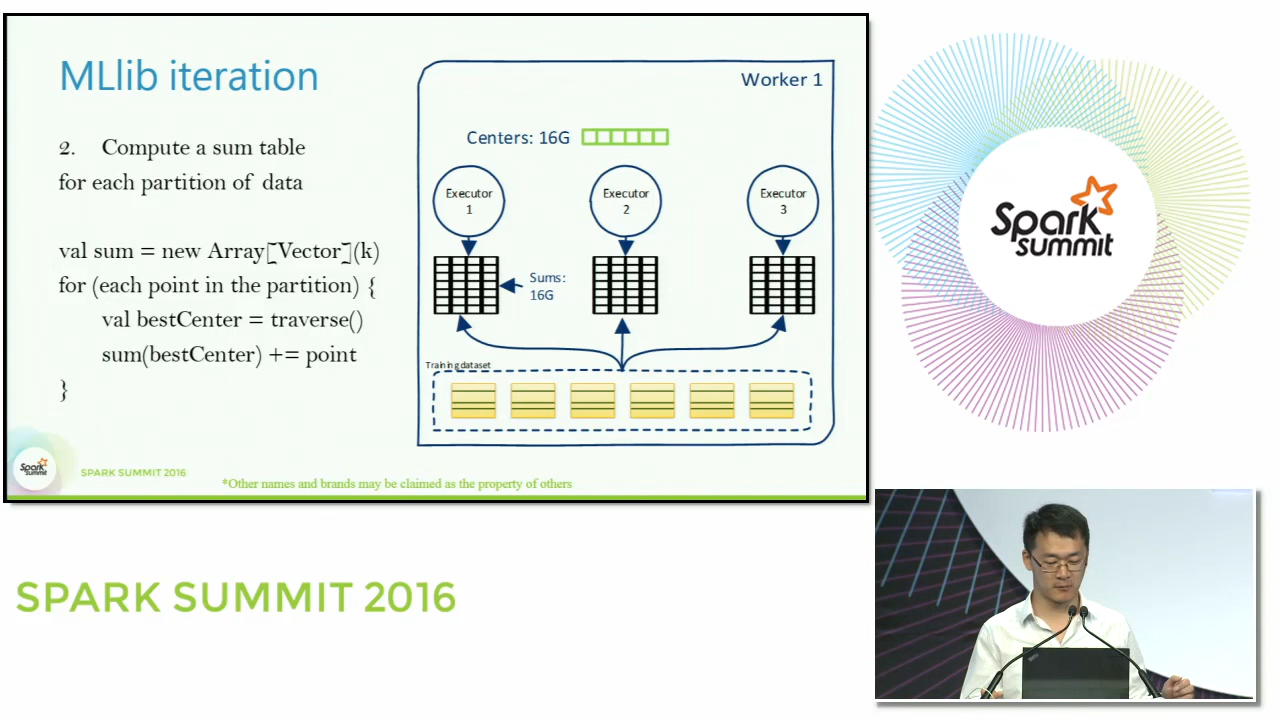 MLlib iteration
2. Compute a sum table
for each partition of data
val sum = new Array[Vector](k)
for (each point in the partition) {
val bestCenter = traverse()
sum(bestCenter) += point
}
Worker 1
Centers: 16G
Executor
1
Executor
2
Executor
3
Sums:
16G
Training dataset
Spark
summit
SPARK SUMMIT 2016
*Other names and brands may be claimed as the property of others
Spark
summit
SPARK SUMMIT 2016